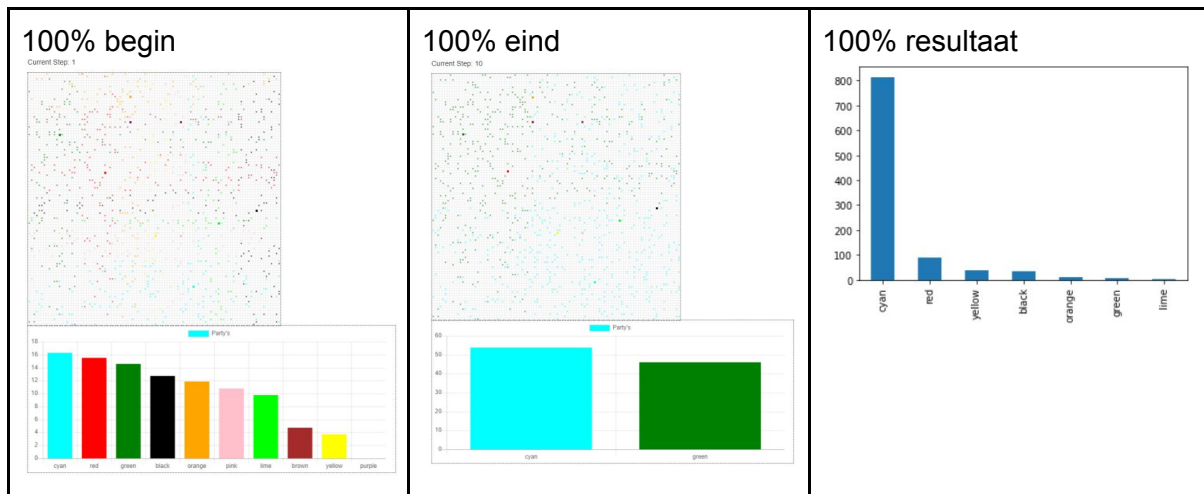 100% begin
Current Step: 1
Party's
18
16
14
12
10
8
6
4
2
0
cyan red green black orange pink lime brown yellow purple
100% eind
Current Step: 10
Party's
60
50
40
30
20
10
0
cyan green
100% resultaat
800
700
600
500
400
300
200
100
0
cyan red yellow black orange green lime